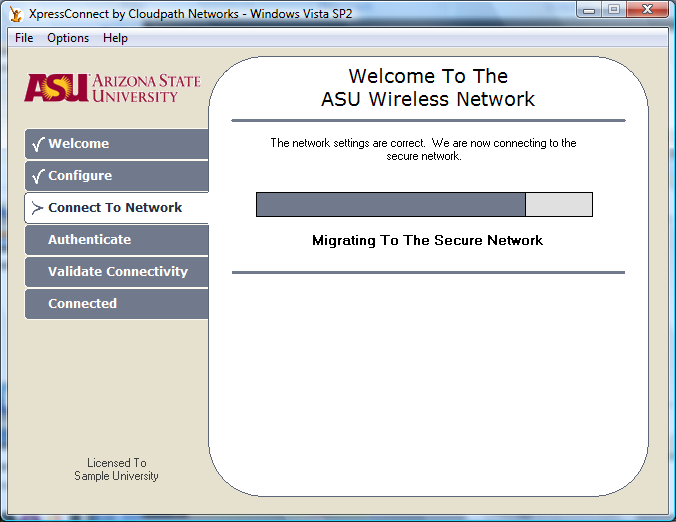 XpressConnect by Cloudpath Networks - Windows Vista SP2
File Options Help
ASU ARIZONA STATE
UNIVERSITY
Welcome
Configure
Connect To Network
Authenticate
Validate Connectivity
Connected
Licensed To
Sample University
Welcome To The
ASU Wireless Network
The network settings are correct. We are now connecting to the
secure network.
Migrating To The Secure Network